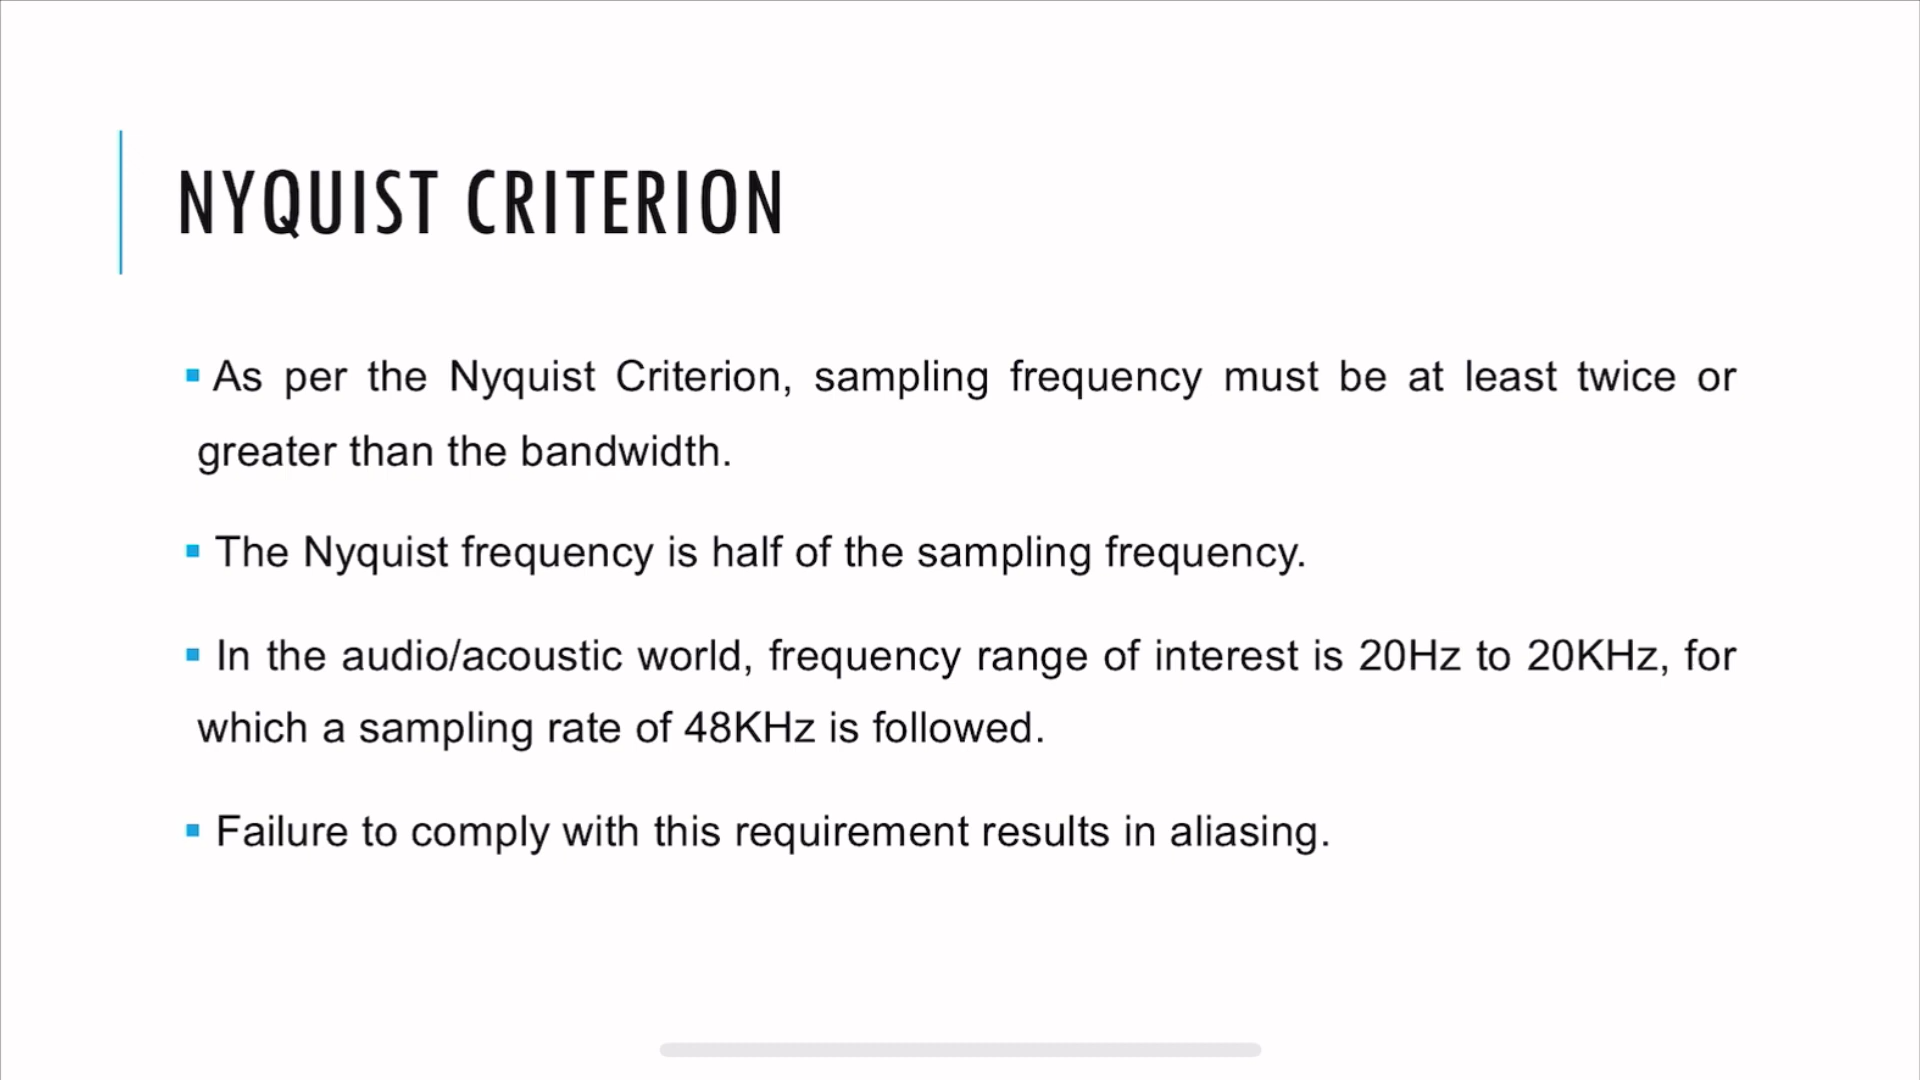 NYQUIST CRITERION
▪ As per the Nyquist Criterion, sampling frequency must be at least twice or
greater than the bandwidth.
▪ The Nyquist frequency is half of the sampling frequency.
▪ In the audio/acoustic world, frequency range of interest is 20Hz to 20KHz, for
which a sampling rate of 48KHz is followed.
▪ Failure to comply with this requirement results in aliasing.